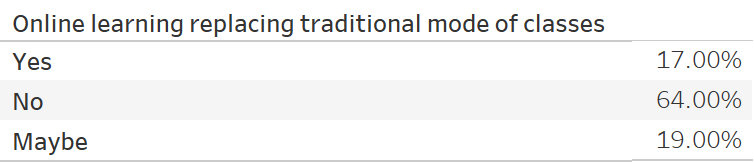 Online learning replacing traditional mode of classes
Yes 17.00%
No 64.00%
Maybe 19.00%